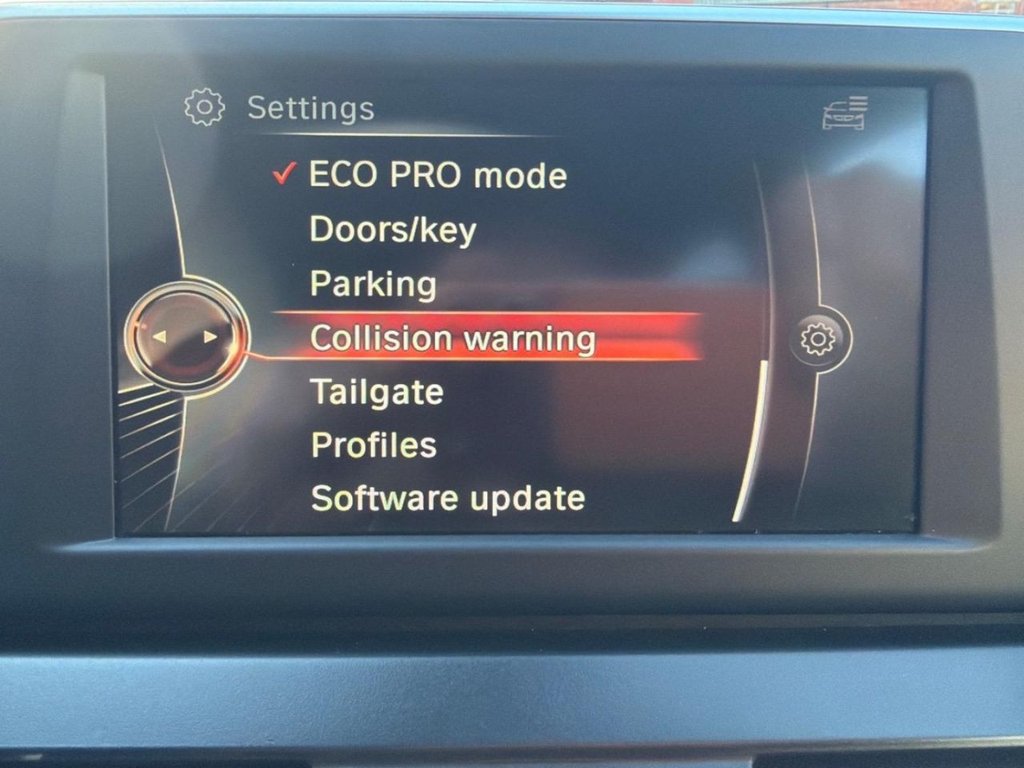 Settings
ECO PRO mode
Doors/key
Parking
Collision warning
Tailgate
Profiles
Software update